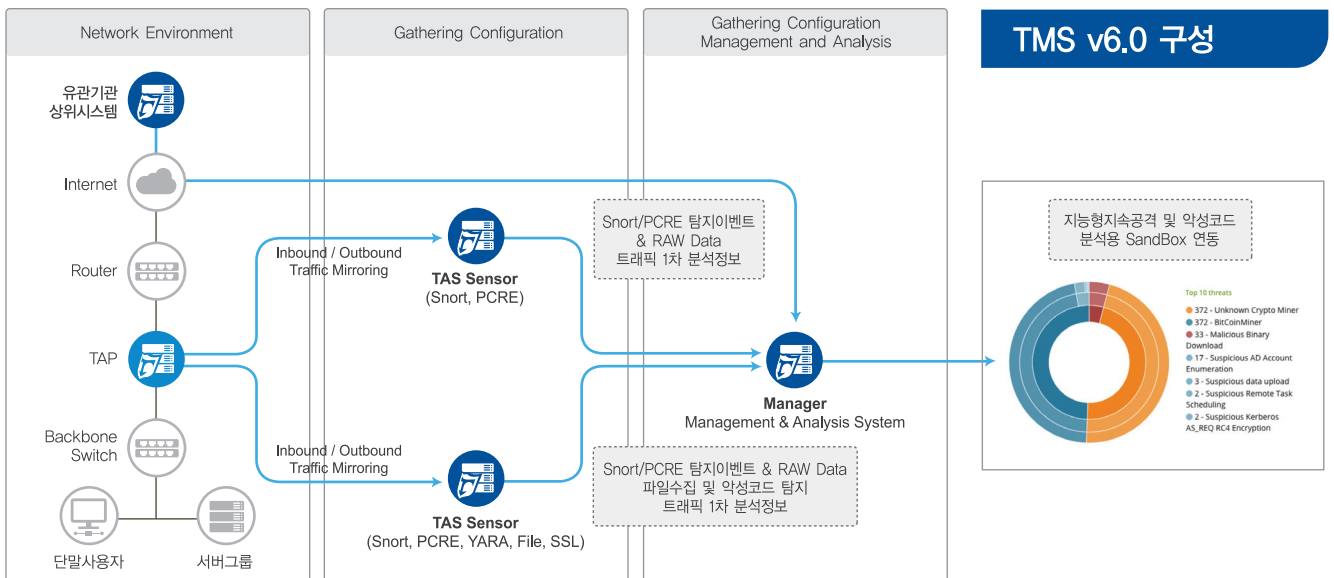 Network Environment
Gathering Configuration
Gathering Configuration
Management and Analysis
TMS v6.0 구성
유관기관
상위시스템
Internet
Router
TAP
Backbone
Switch
단말사용자
서버그룹
Inbound / Outbound
Traffic Mirroring
TAS Sensor
(Snort, PCRE)
Inbound / Outbound
Traffic Mirroring
TAS Sensor
(Snort, PCRE, YARA, File, SSL)
Snort/PCRE 탐지이벤트
& RAW Data
트래픽 1차 분석정보
Manager
Management & Analysis System
Snort/PCRE 탐지이벤트 & RAW Data
파일수집 및 악성코드 탐지
트래픽 1차 분석정보
지능형지속공격 및 악성코드
분석용 SandBox 연동
Top 10 threats
372 - Unknown Crypto Miner
372 - BitCoinMiner
33 - Malicious Binary
Download
17 - Suspicious AD Account
Enumeration
3 - Suspicious data upload
2 - Suspicious Remote Task
Scheduling
2 - Suspicious Kerberos
AS_REQ RC4 Encryption